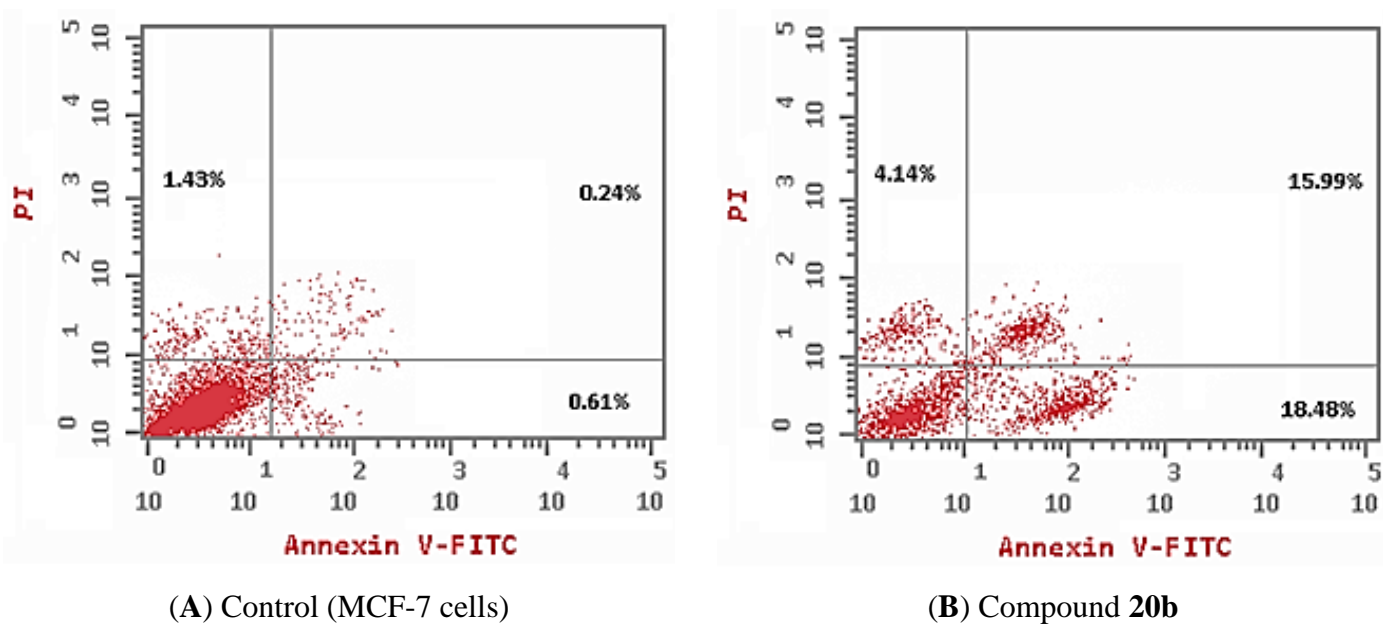 PI
10 5
10 4
10 3
10 2
10 1
10 0
1.43%
0.24%
0.61%
0 1 2 3 4 5
10 10 10 10 10 10
Annexin V-FITC
(A) Control (MCF-7 cells)
PI
10 5
10 4
10 3
10 2
10 1
10 0
4.14%
15.99%
18.48%
0 1 2 3 4 5
10 10 10 10 10 10
Annexin V-FITC
(B) Compound 20b